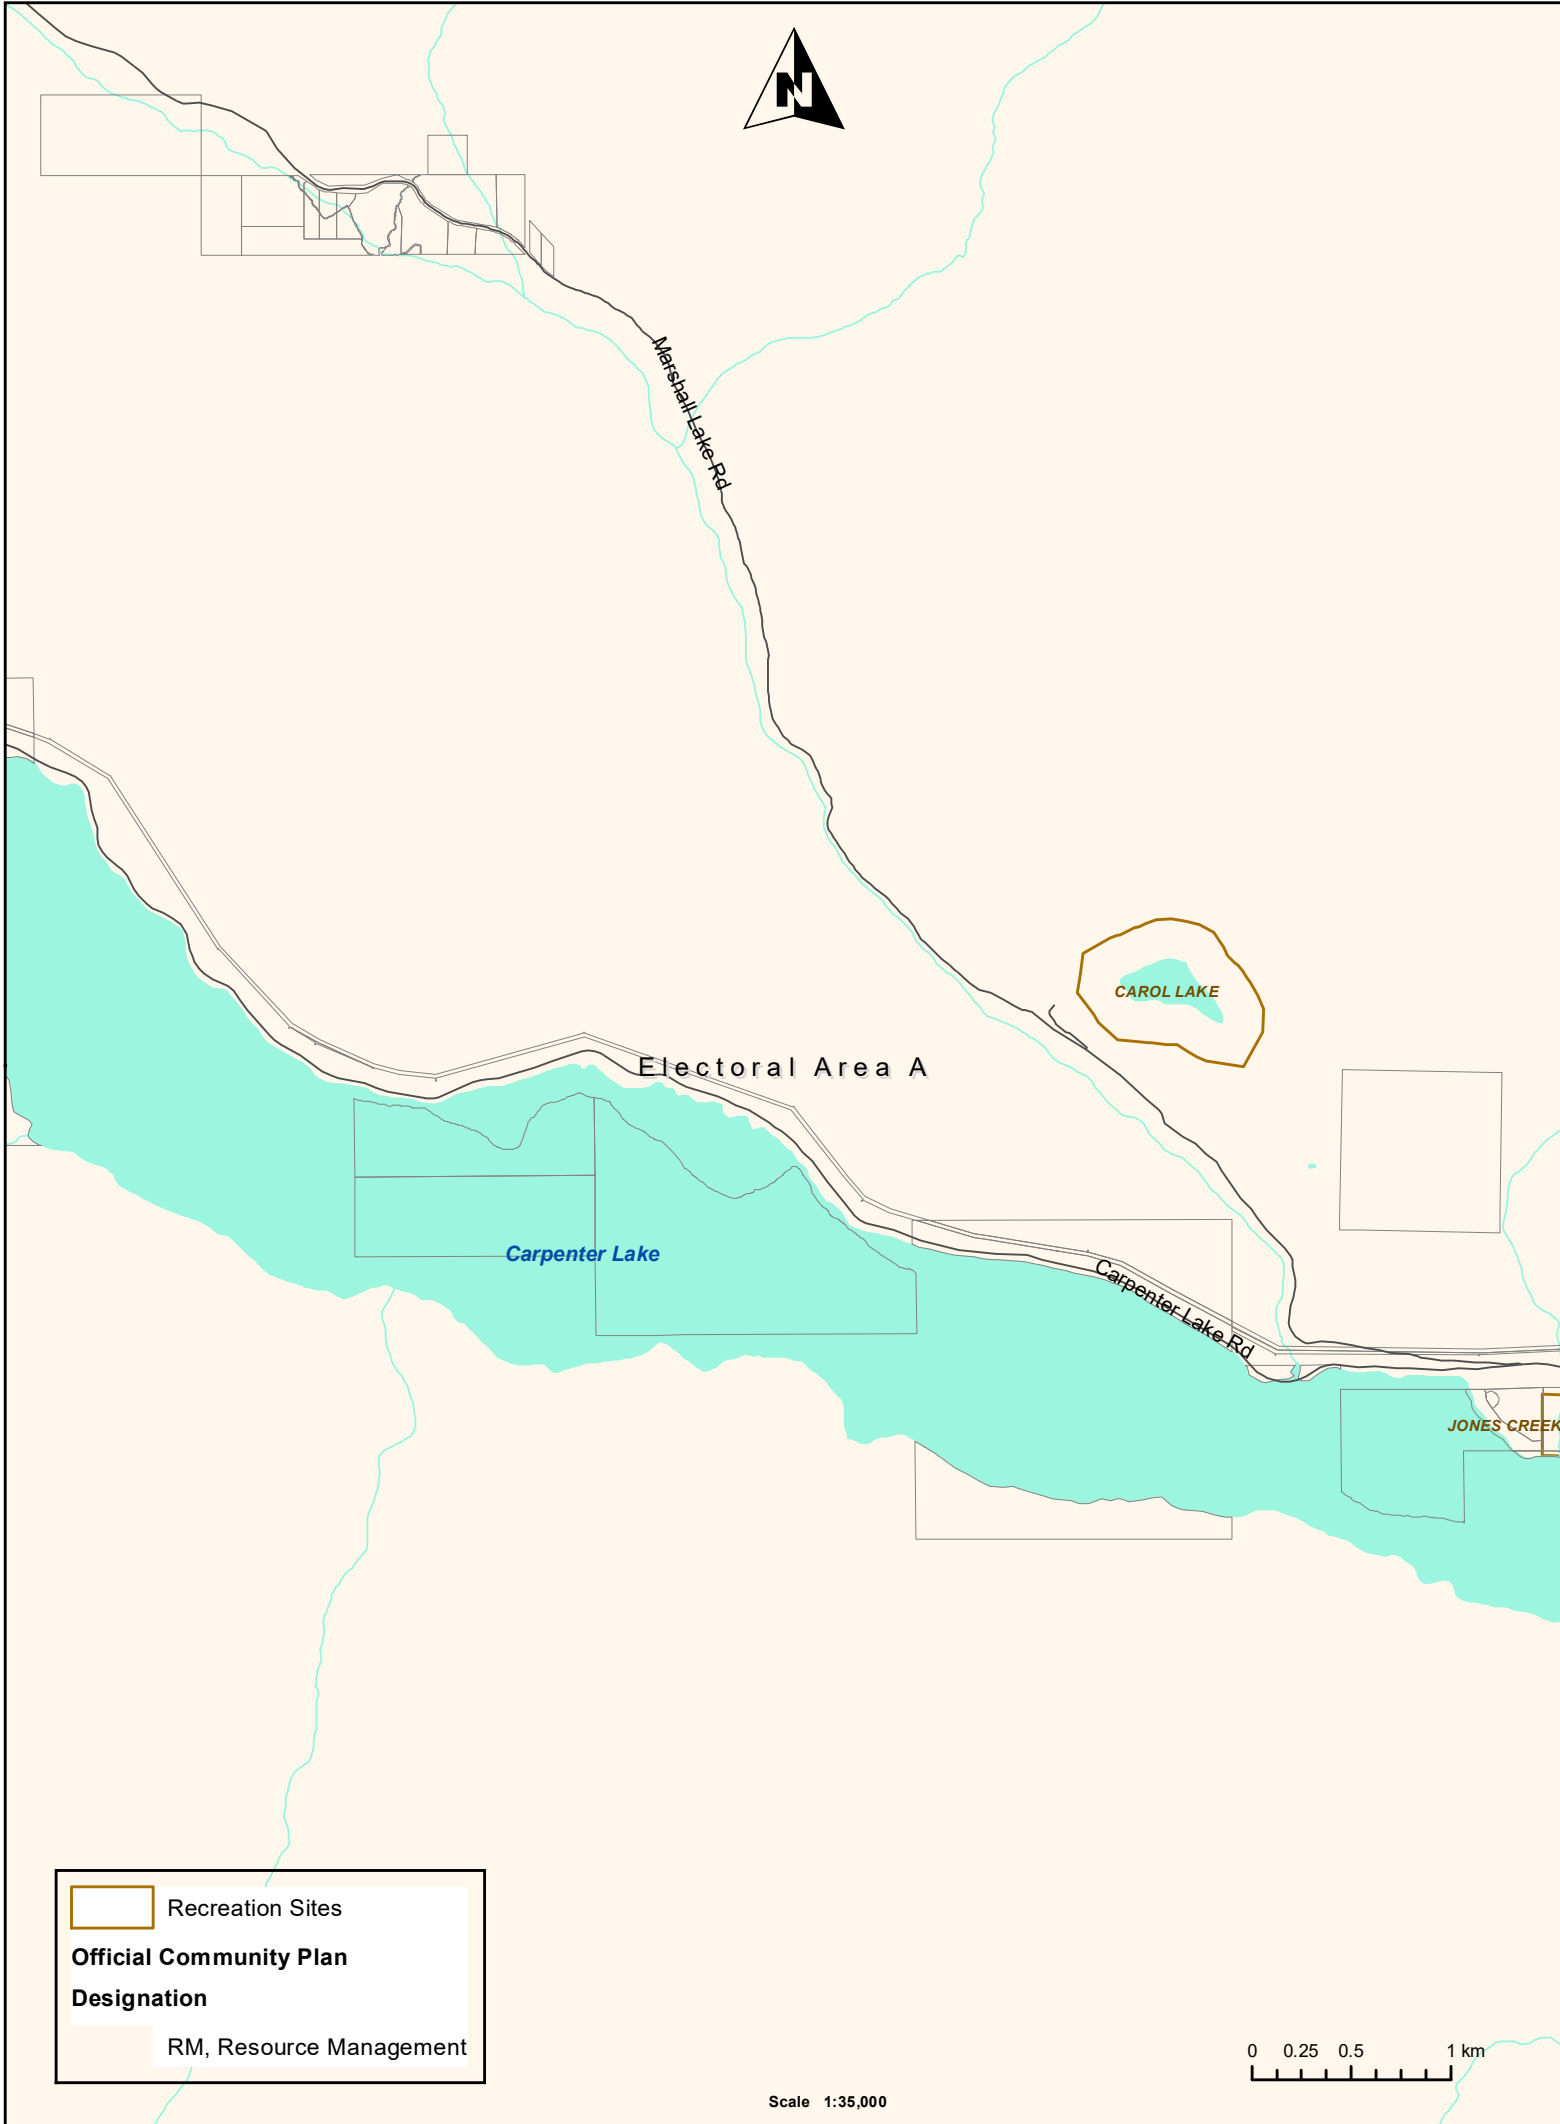 N
Marshall Lake Rd
CAROL LAKE
Electoral Area A
Carpenter Lake
Carpenter Lake Rd
JONES CREEK
Recreation Sites
Official Community Plan
Designation
RM, Resource Management
0 0.25 0.5 1 km
Scale 1:35,000